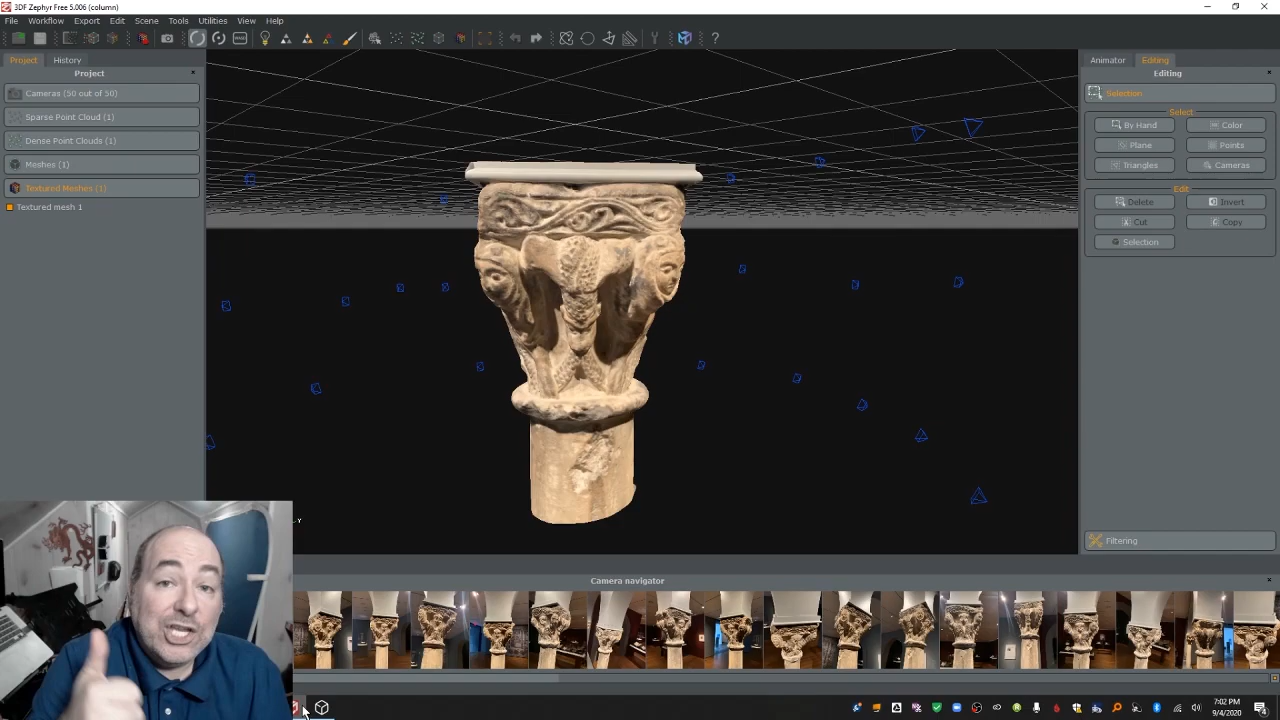 3DF Zephyr Free 5.006 (column)
File Workflow Export Edit Scene Tools Utilities View Help
Project History
Project
Cameras (50 out of 50)
Sparse Point Cloud (1)
Dense Point Clouds (1)
Meshes (1)
Textured Meshes (1)
Textured mesh 1
Animator Editing
Editing
Selection
Select
By Hand Color
Plane Points
Triangles Cameras
Edit
Delete Invert
Cut Copy
Selection
Filtering
Y
Camera navigator
7:02 PM
9/4/2020